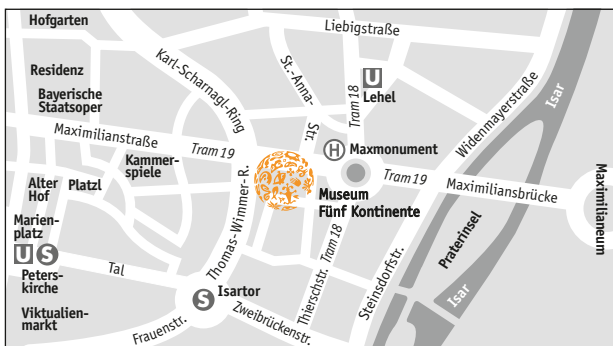 Hofgarten
Liebigstraße
Karl-Scharnagl-Ring
St.-Anna-
Str.
Residenz
Bayerische
Staatsoper
U
Lehel
Tram 18
Widenmayerstraße
Isar
Maximilianstraße
Tram 19
H
Maxmonument
Kammer-
spiele
Tram 19
Maximiliansbrücke
Maximilianeum
Alter
Hof
Platzl
Museum
Fünf Kontinente
Thomas-Wimmer-R.
Marien-
platz
U S
Peters-
kirche
Tal
Viktualien-
markt
S
Isartor
Frauenstr.
Zweibrückenstr.
Thierschstr.
Tram 18
Steinsdorfstr.
Praterinsel
Isar